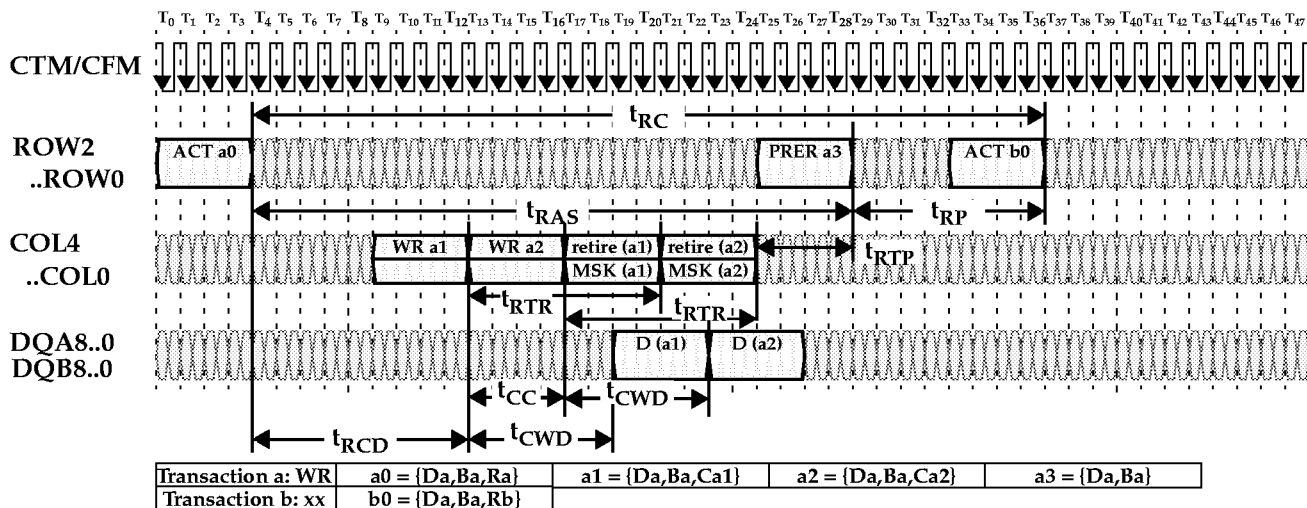 T0 T1 T2 T3 T4 T5 T6 T7 T8 T9 T10 T11 T12 T13 T14 T15 T16 T17 T18 T19 T20 T21 T22 T23 T24 T25 T26 T27 T28 T29 T30 T31 T32 T33 T34 T35 T36 T37 T38 T39 T40 T41 T42 T43 T44 T45 T46 T47
CTM/CFM
tRC
ROW2
..ROW0
ACT a0 PRER a3 ACT b0
tRAS tRP
COL4
..COL0
WR a1 WR a2 retire (a1) retire (a2)
MSK (a1) MSK (a2)
tRTP
tRTR
tRTR
DQA8..0
DQB8..0
D (a1) D (a2)
tCC tCWD
tRCD tCWD
Transaction a: WR a0 = {Da,Ba,Ra} a1 = {Da,Ba,Ca1} a2 = {Da,Ba,Ca2} a3 = {Da,Ba}
Transaction b: xx b0 = {Da,Ba,Rb}